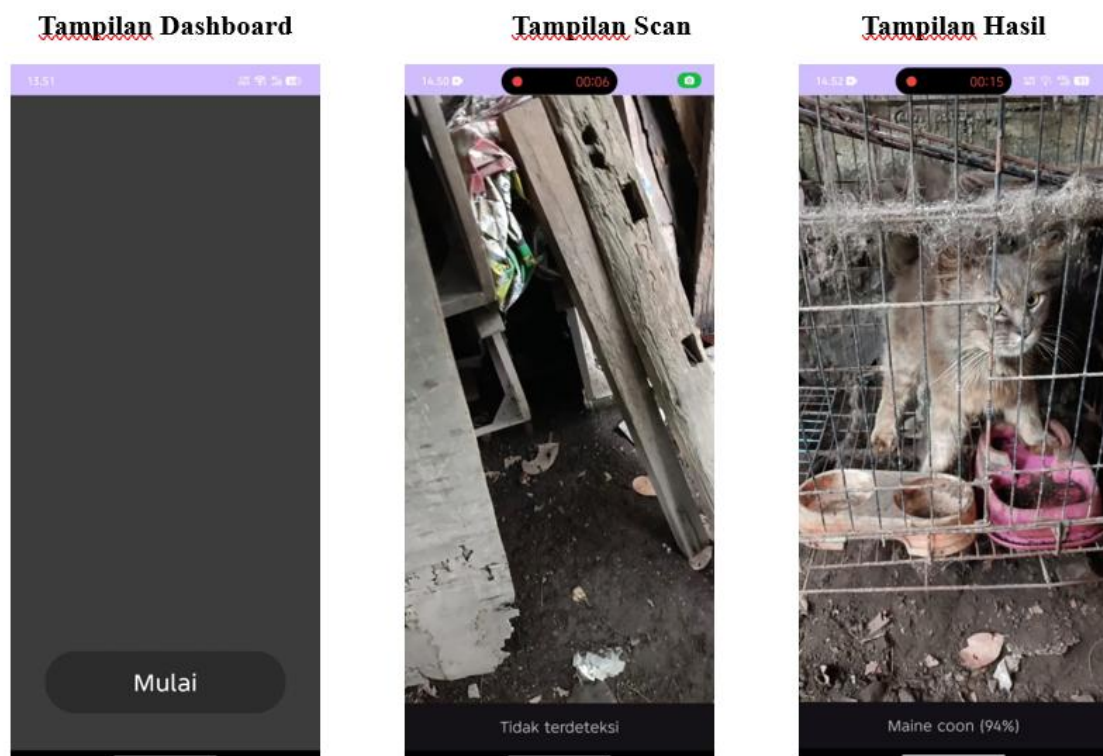 Tampilan Dashboard
Tampilan Scan
Tampilan Hasil
13.51
14.50
00:06
14.52
00:15
Mulai
Tidak terdeteksi
Maine coon (94%)